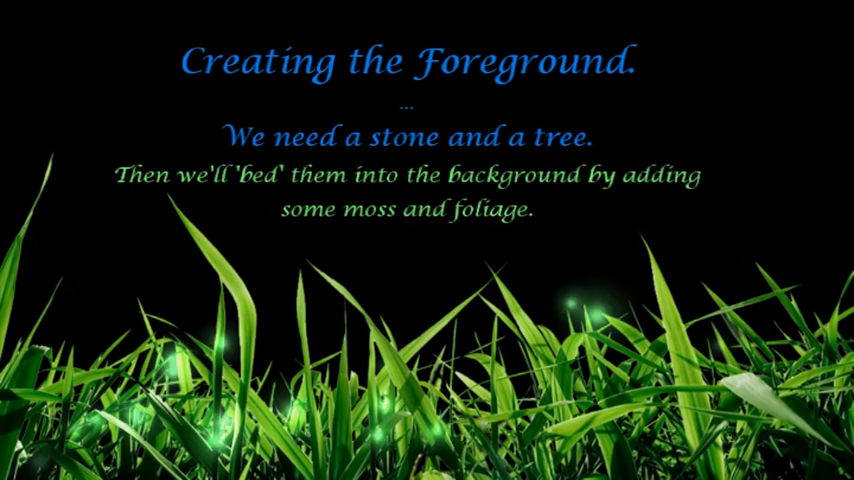 Creating the Foreground.
...
We need a stone and a tree.
Then we'll 'bed' them into the background by adding
some moss and foliage.